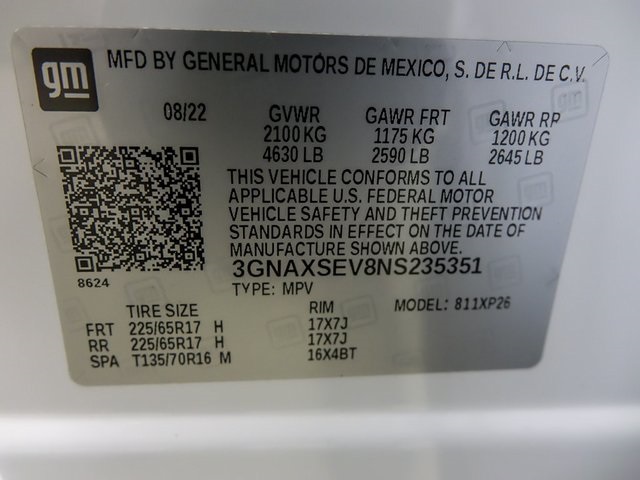 gm
MFD BY GENERAL MOTORS DE MEXICO, S. DE R.L. DE C.V.
08/22 GVWR GAWR FRT GAWR RR
2100 KG 1175 KG 1200 KG
4630 LB 2590 LB 2645 LB
THIS VEHICLE CONFORMS TO ALL
APPLICABLE U.S. FEDERAL MOTOR
VEHICLE SAFETY AND THEFT PREVENTION
STANDARDS IN EFFECT ON THE DATE OF
MANUFACTURE SHOWN ABOVE.
3GNAXSEV8NS235351
8624
TYPE: MPV MODEL: 811XP26
TIRE SIZE RIM
FRT 225/65R17 H 17X7J
RR 225/65R17 H 17X7J
SPA T135/70R16 M 16X4BT